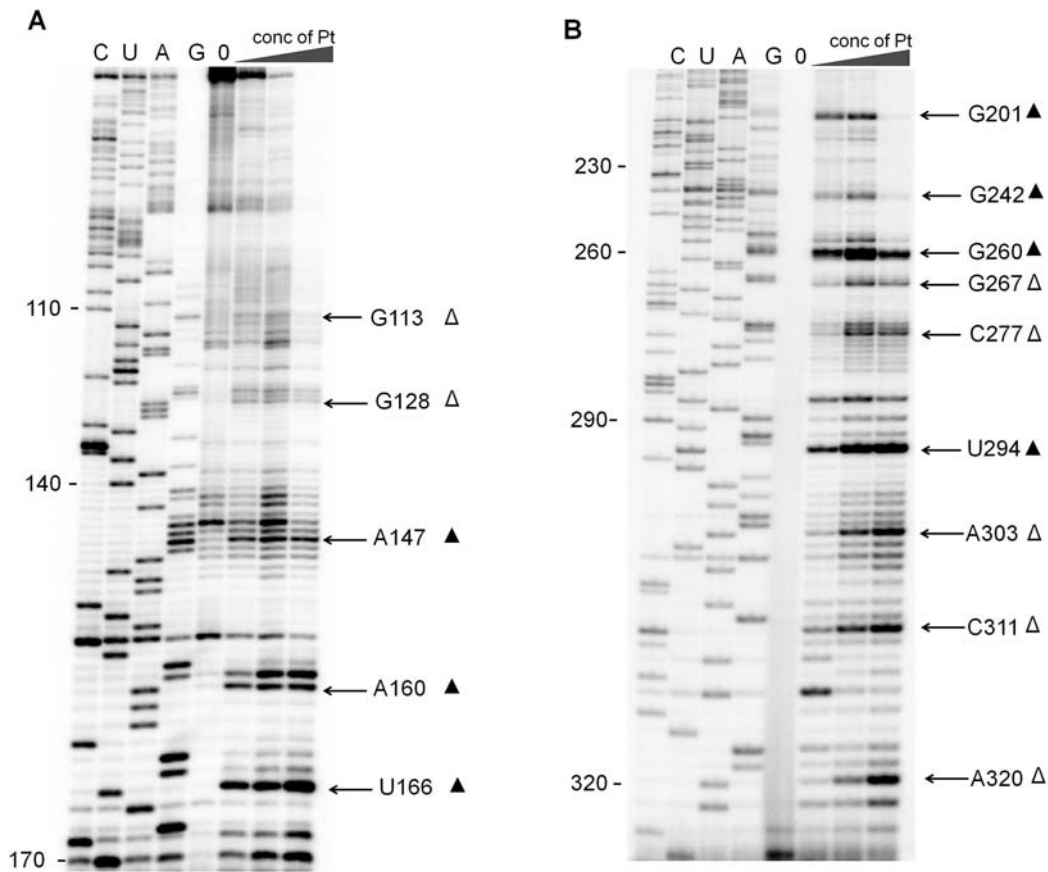 A
conc of Pt
C U A G 0
110 -
G113 Δ
G128 Δ
140 -
A147 ▲
A160 ▲
U166 ▲
170 -
B
conc of Pt
C U A G 0
G201 ▲
230 -
G242 ▲
260 -
G260 ▲
G267 Δ
C277 Δ
290-
U294 ▲
A303 Δ
C311 Δ
320 -
A320 Δ